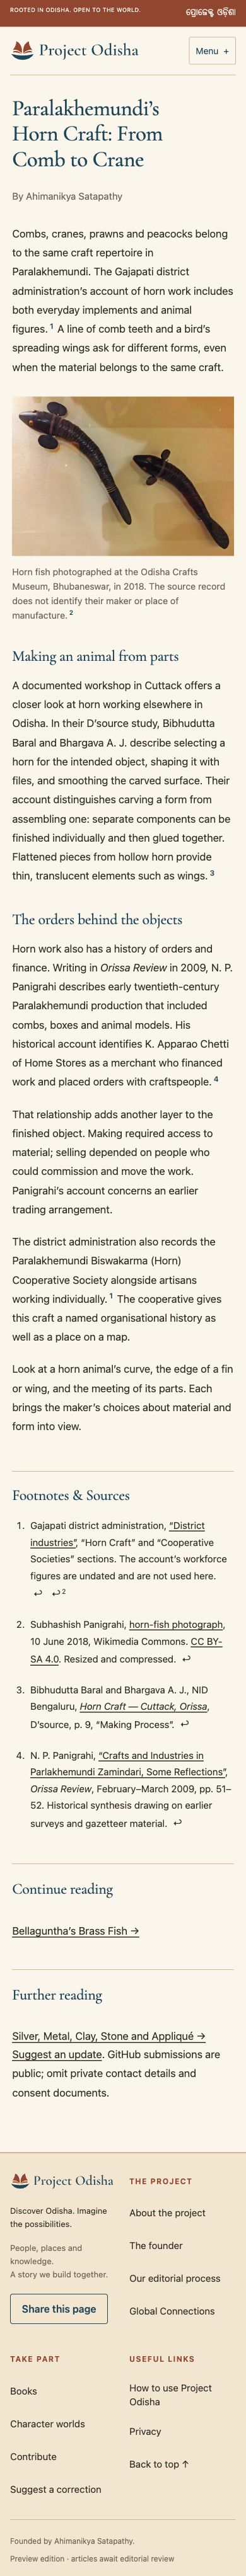 ROOTED IN ODISHA. OPEN TO THE WORLD.
ପ୍ରୋଜେକ୍ଟ ଓଡ଼ିଶା
Project Odisha
Menu +
Paralakhemundi’s
Horn Craft: From
Comb to Crane
By Ahimanikya Satapathy
Combs, cranes, prawns and peacocks belong
to the same craft repertoire in
Paralakhemundi. The Gajapati district
administration’s account of horn work includes
both everyday implements and animal
figures. 1 A line of comb teeth and a bird’s
spreading wings ask for different forms, even
when the material belongs to the same craft.
Horn fish photographed at the Odisha Crafts
Museum, Bhubaneswar, in 2018. The source record
does not identify their maker or place of
manufacture. 2
Making an animal from parts
A documented workshop in Cuttack offers a
closer look at horn working elsewhere in
Odisha. In their D’source study, Bibhudutta
Baral and Bhargava A. J. describe selecting a
horn for the intended object, shaping it with
files, and smoothing the carved surface. Their
account distinguishes carving a form from
assembling one: separate components can be
finished individually and then glued together.
Flattened pieces from hollow horn provide
thin, translucent elements such as wings. 3
The orders behind the objects
Horn work also has a history of orders and
finance. Writing in Orissa Review in 2009, N. P.
Panigrahi describes early twentieth-century
Paralakhemundi production that included
combs, boxes and animal models. His
historical account identifies K. Apparao Chetti
of Home Stores as a merchant who financed
work and placed orders with craftspeople. 4
That relationship adds another layer to the
finished object. Making required access to
material; selling depended on people who
could commission and move the work.
Panigrahi’s account concerns an earlier
trading arrangement.
The district administration also records the
Paralakhemundi Biswakarma (Horn)
Cooperative Society alongside artisans
working individually. 1 The cooperative gives
this craft a named organisational history as
well as a place on a map.
Look at a horn animal’s curve, the edge of a fin
or wing, and the meeting of its parts. Each
brings the maker’s choices about material and
form into view.
Footnotes & Sources
1. Gajapati district administration, “District
industries”, “Horn Craft” and “Cooperative
Societies” sections. The account’s workforce
figures are undated and are not used here.
↩ ↩2
2. Subhashish Panigrahi, horn-fish photograph,
10 June 2018, Wikimedia Commons. CC BY-
SA 4.0. Resized and compressed. ↩
3. Bibhudutta Baral and Bhargava A. J., NID
Bengaluru, Horn Craft — Cuttack, Orissa,
D’source, p. 9, “Making Process”. ↩
4. N. P. Panigrahi, “Crafts and Industries in
Parlakhemundi Zamindari, Some Reflections”,
Orissa Review, February–March 2009, pp. 51–
52. Historical synthesis drawing on earlier
surveys and gazetteer material. ↩
Continue reading
Bellaguntha’s Brass Fish →
Further reading
Silver, Metal, Clay, Stone and Appliqué →
Suggest an update. GitHub submissions are
public; omit private contact details and
consent documents.
Project Odisha
Discover Odisha. Imagine
the possibilities.
People, places and
knowledge.
A story we build together.
Share this page
THE PROJECT
About the project
The founder
Our editorial process
Global Connections
TAKE PART
Books
Character worlds
Contribute
Suggest a correction
USEFUL LINKS
How to use Project
Odisha
Privacy
Back to top ↑
Founded by Ahimanikya Satapathy.
Preview edition · articles await editorial review